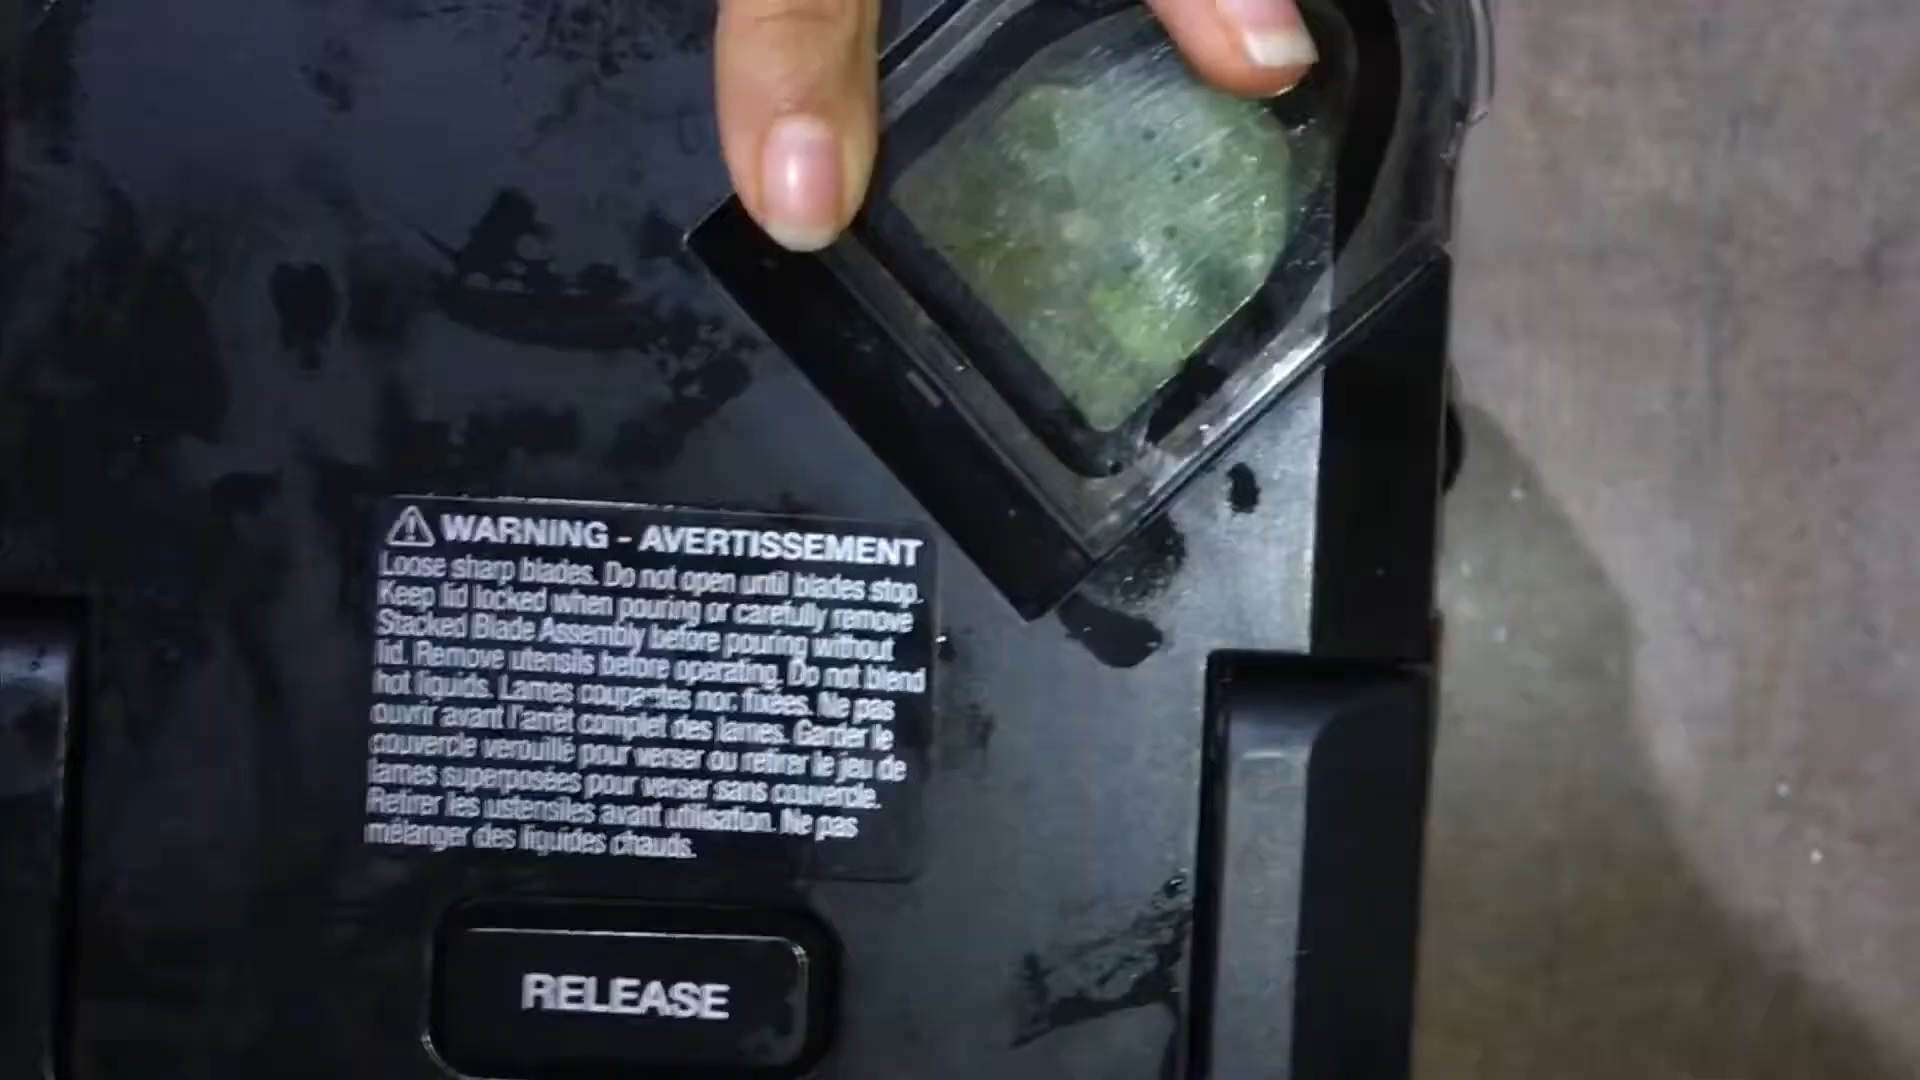 WARNING - AVERTISSEMENT
Loose sharp blades. Do not open until blades stop.
Keep lid locked when pouring or carefully remove
Stacked Blade Assembly before pouring without
lid. Remove utensils before operating. Do not blend
hot liquids. Lames coupantes non fixées. Ne pas
ouvrir avant l'arrêt complet des lames. Garder le
couvercle verouillé pour verser ou retirer le jeu de
lames superposées pour verser sans couvercle.
Retirer les ustensiles avant utilisation. Ne pas
mélanger des liquides chauds.
RELEASE